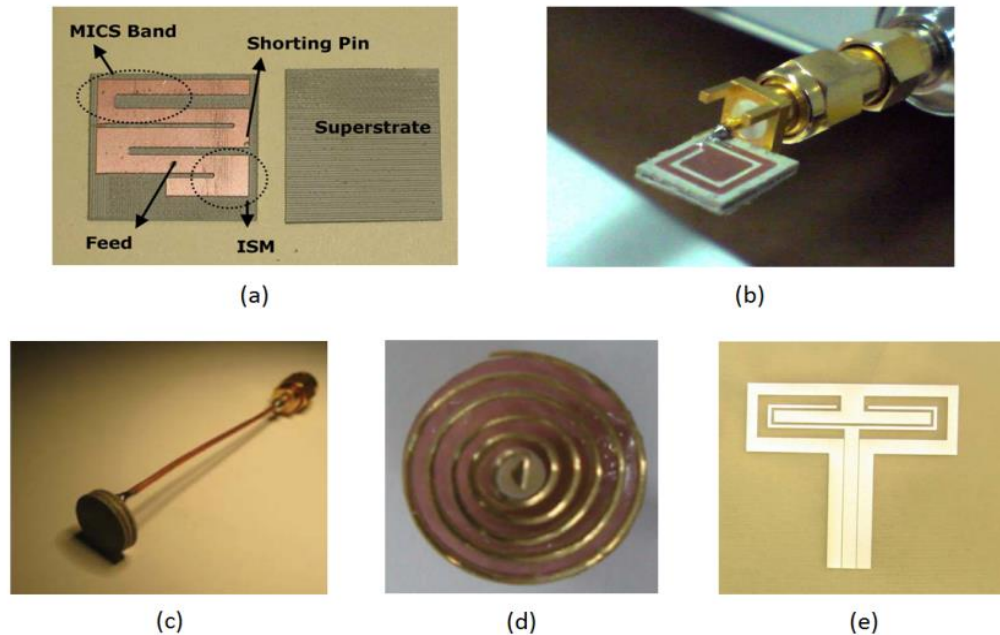 MICS Band
Shorting Pin
Superstrate
Feed
ISM
(a)
(b)
(c)
(d)
(e)